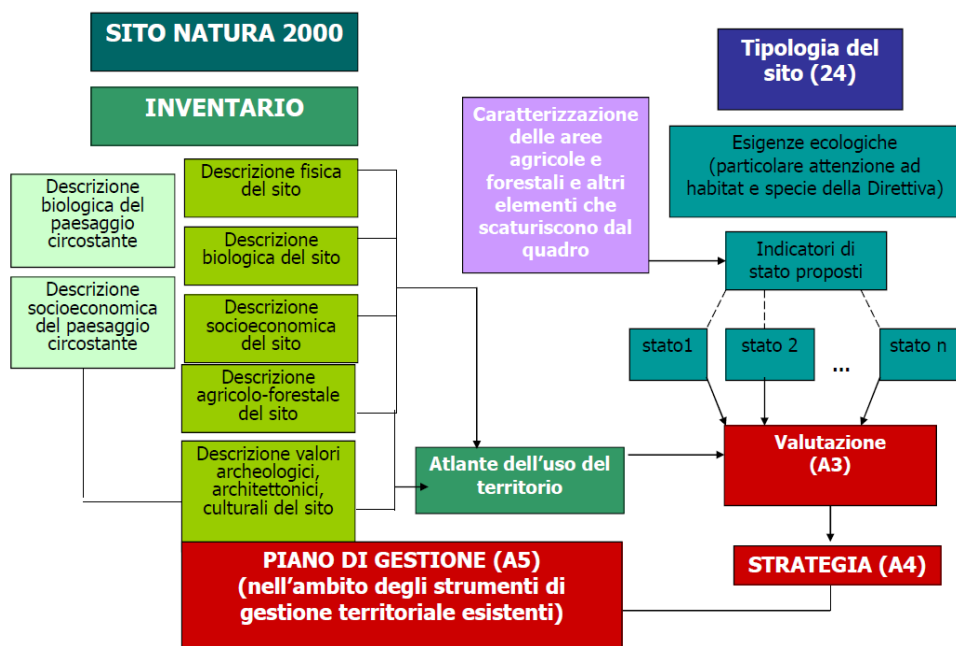 SITO NATURA 2000
INVENTARIO
Descrizione
biologica del
paesaggio
circostante
Descrizione
socioeconomica
del paesaggio
circostante
Descrizione fisica
del sito
Descrizione
biologica del sito
Descrizione
socioeconomica
del sito
Descrizione
agricolo-forestale
del sito
Descrizione valori
archeologici,
architettonici,
culturali del sito
Caratterizzazione
delle aree
agricole e
forestali e altri
elementi che
scaturiscono dal
quadro
Tipologia del
sito (24)
Esigenze ecologiche
(particolare attenzione ad
habitat e specie della Direttiva)
Indicatori di
stato proposti
stato1
stato 2
...
stato n
Atlante dell’uso del
territorio
Valutazione
(A3)
STRATEGIA (A4)
PIANO DI GESTIONE (A5)
(nell’ambito degli strumenti di
gestione territoriale esistenti)